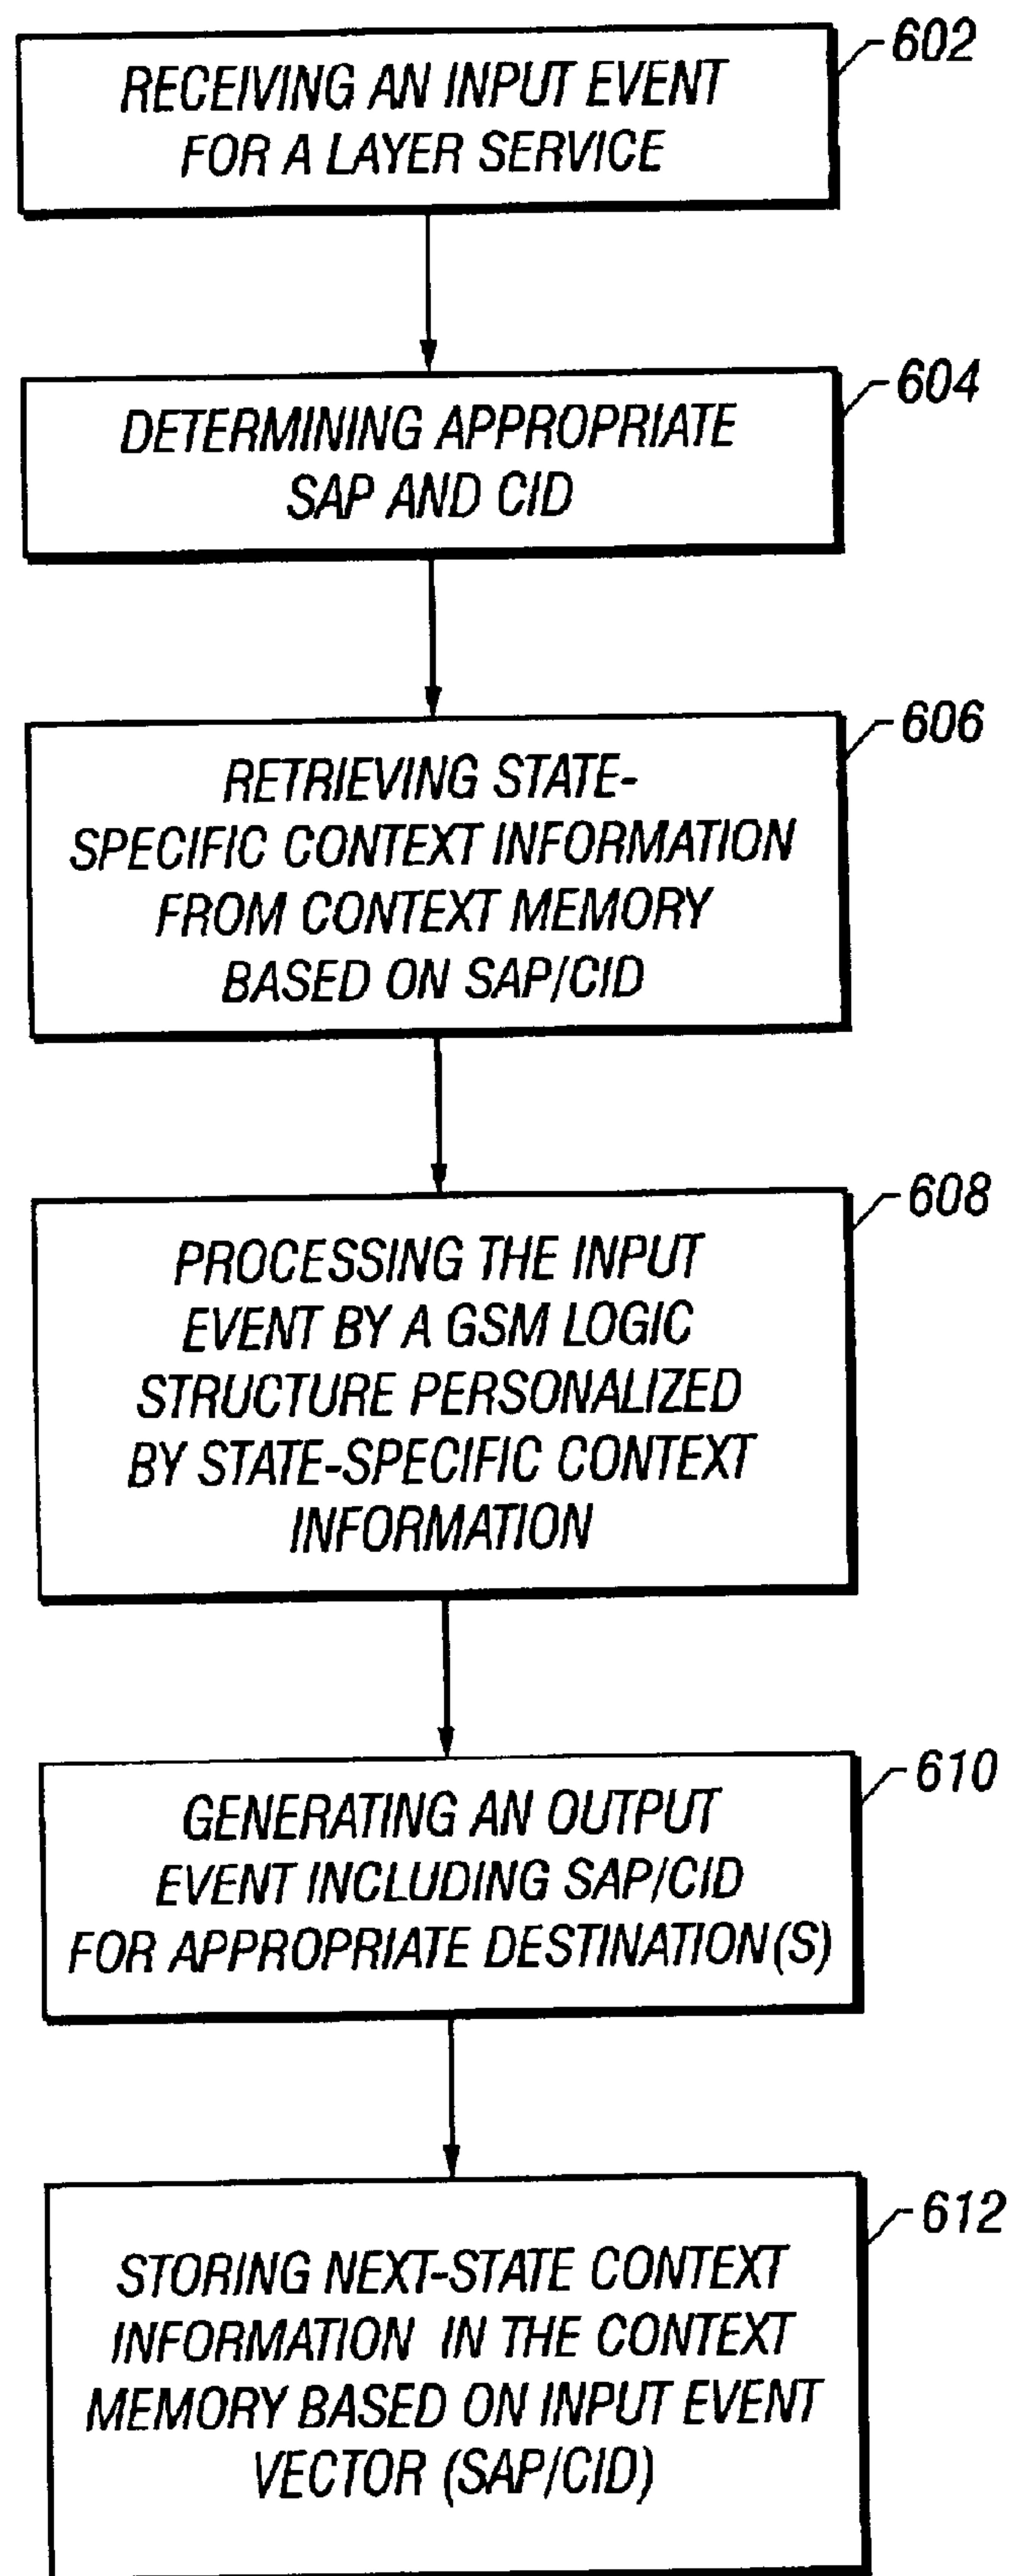 602
RECEIVING AN INPUT EVENT
FOR A LAYER SERVICE
604
DETERMINING APPROPRIATE
SAP AND CID
606
RETRIEVING STATE-
SPECIFIC CONTEXT INFORMATION
FROM CONTEXT MEMORY
BASED ON SAP/CID
608
PROCESSING THE INPUT
EVENT BY A GSM LOGIC
STRUCTURE PERSONALIZED
BY STATE-SPECIFIC CONTEXT
INFORMATION
610
GENERATING AN OUTPUT
EVENT INCLUDING SAP/CID
FOR APPROPRIATE DESTINATION(S)
612
STORING NEXT-STATE CONTEXT
INFORMATION IN THE CONTEXT
MEMORY BASED ON INPUT EVENT
VECTOR (SAP/CID)